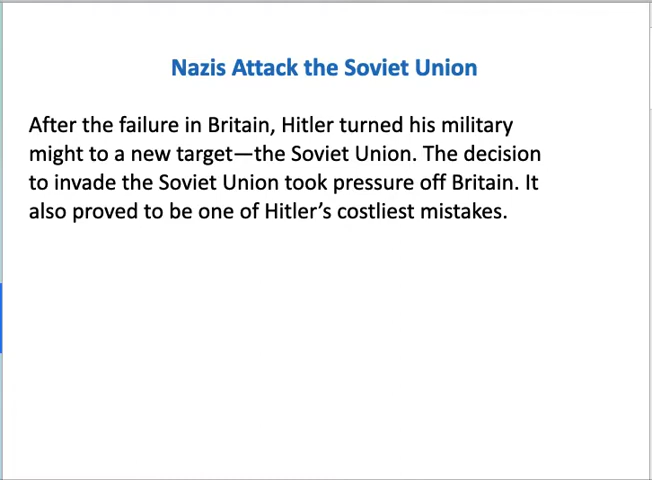 Nazis Attack the Soviet Union
After the failure in Britain, Hitler turned his military
might to a new target—the Soviet Union. The decision
to invade the Soviet Union took pressure off Britain. It
also proved to be one of Hitler’s costliest mistakes.